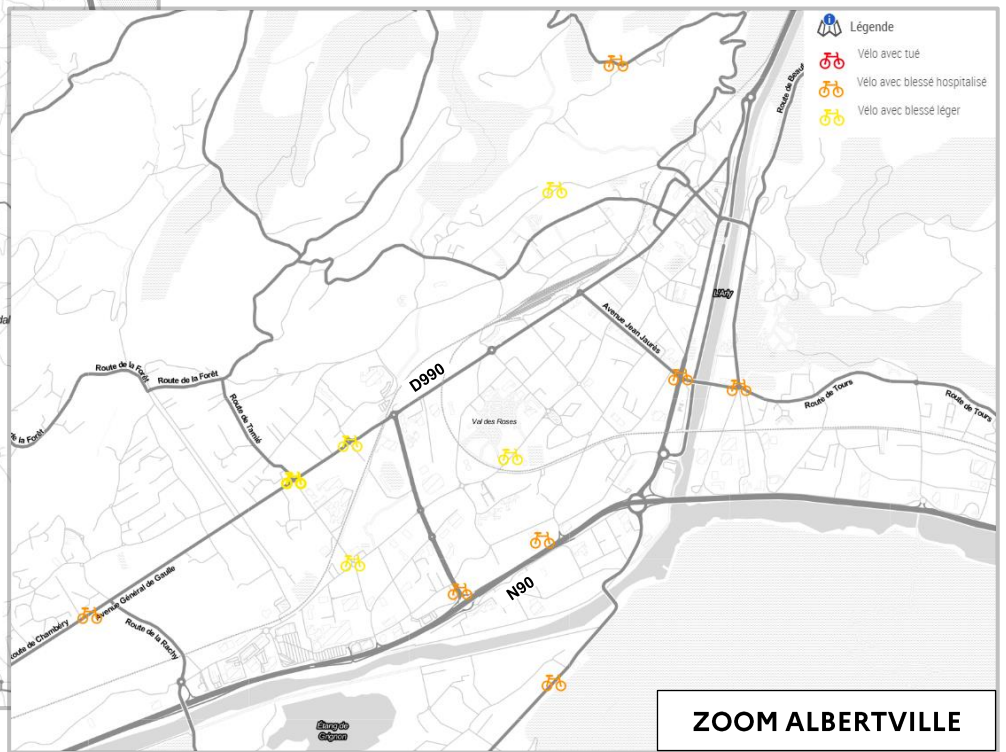 Légende
Vélo avec tué
Vélo avec blessé hospitalisé
Vélo avec blessé léger
Route de
L'Arly
Avenue Jean Jaurès
Route de la Forêt
Route de la Forêt
de la Forêt
D990
Route de Tamié
Route de Tours
Route de Tours
Val des Roses
N90
Avenue Général de Gaulle
Route de Chambéry
Route de la Rachy
Étang de
Grignon
ZOOM ALBERTVILLE